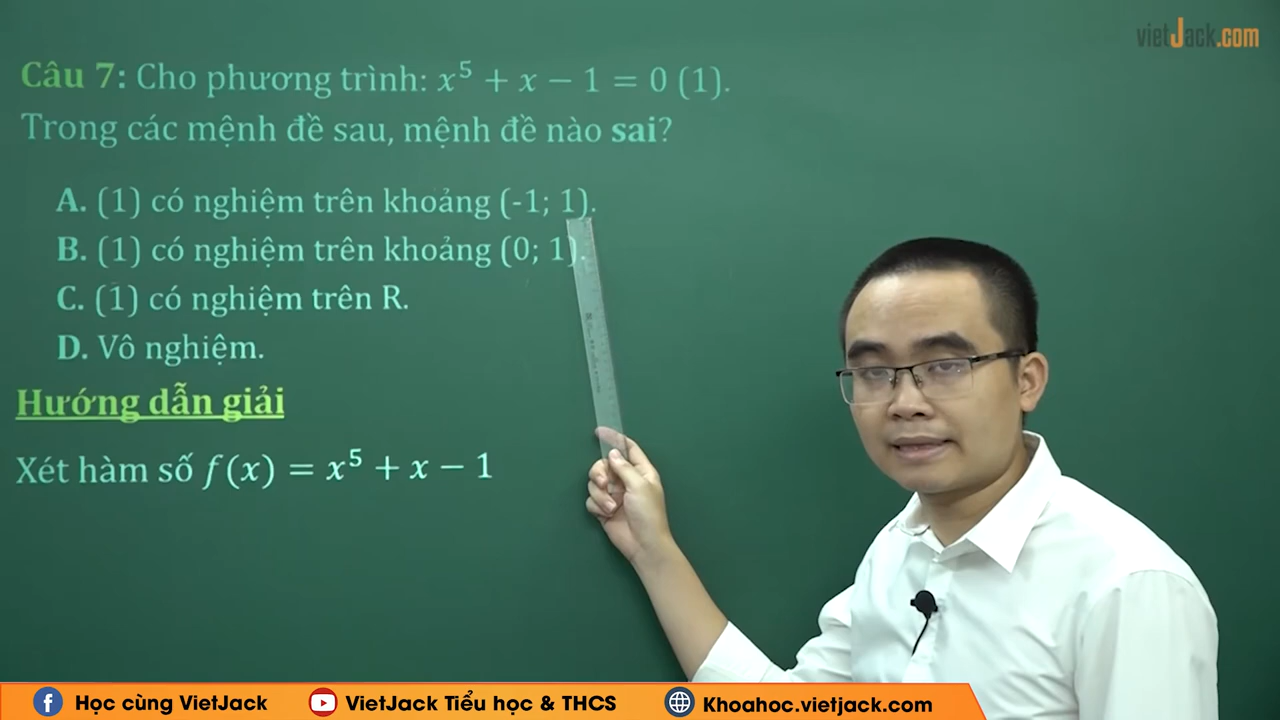 vietJack.com
Câu 7: Cho phương trình: x⁵ + x − 1 = 0 (1).
Trong các mệnh đề sau, mệnh đề nào sai?
A. (1) có nghiệm trên khoảng (-1; 1).
B. (1) có nghiệm trên khoảng (0; 1).
C. (1) có nghiệm trên R.
D. Vô nghiệm.
Hướng dẫn giải
Xét hàm số f(x) = x⁵ + x − 1
Học cùng VietJack
VietJack Tiểu học & THCS
Khoahoc.vietjack.com